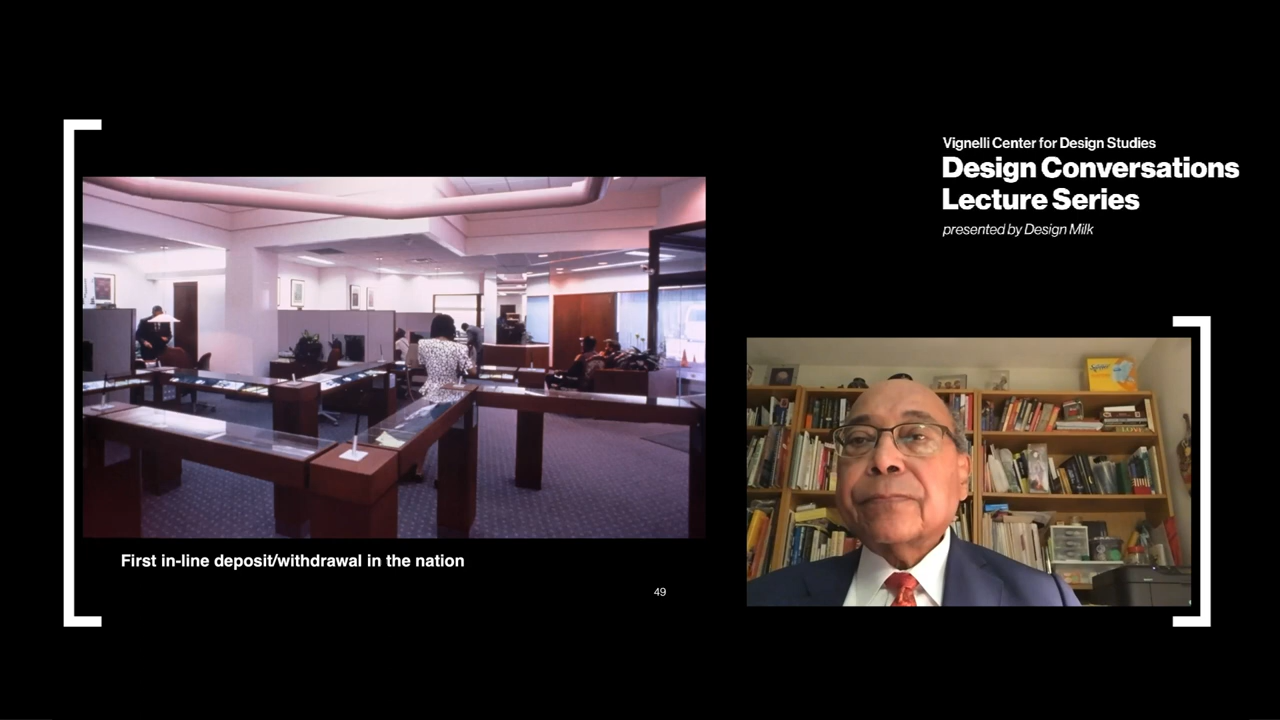 Vignelli Center for Design Studies
Design Conversations
Lecture Series
presented by Design Milk
First in-line deposit/withdrawal in the nation
49